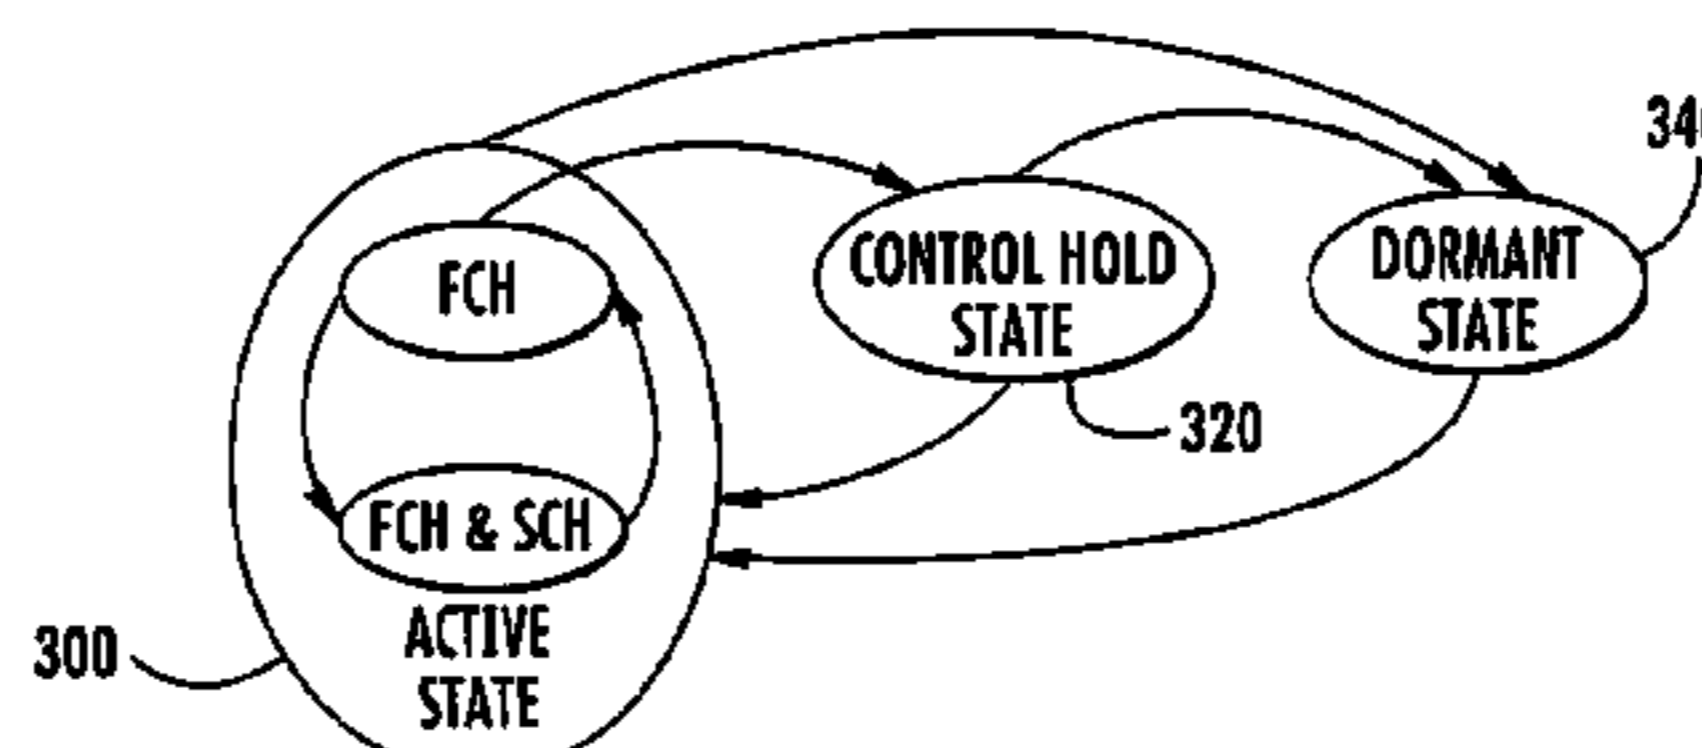 FCH
CONTROL HOLD
STATE
DORMANT
STATE
320
FCH & SCH
ACTIVE
STATE
300